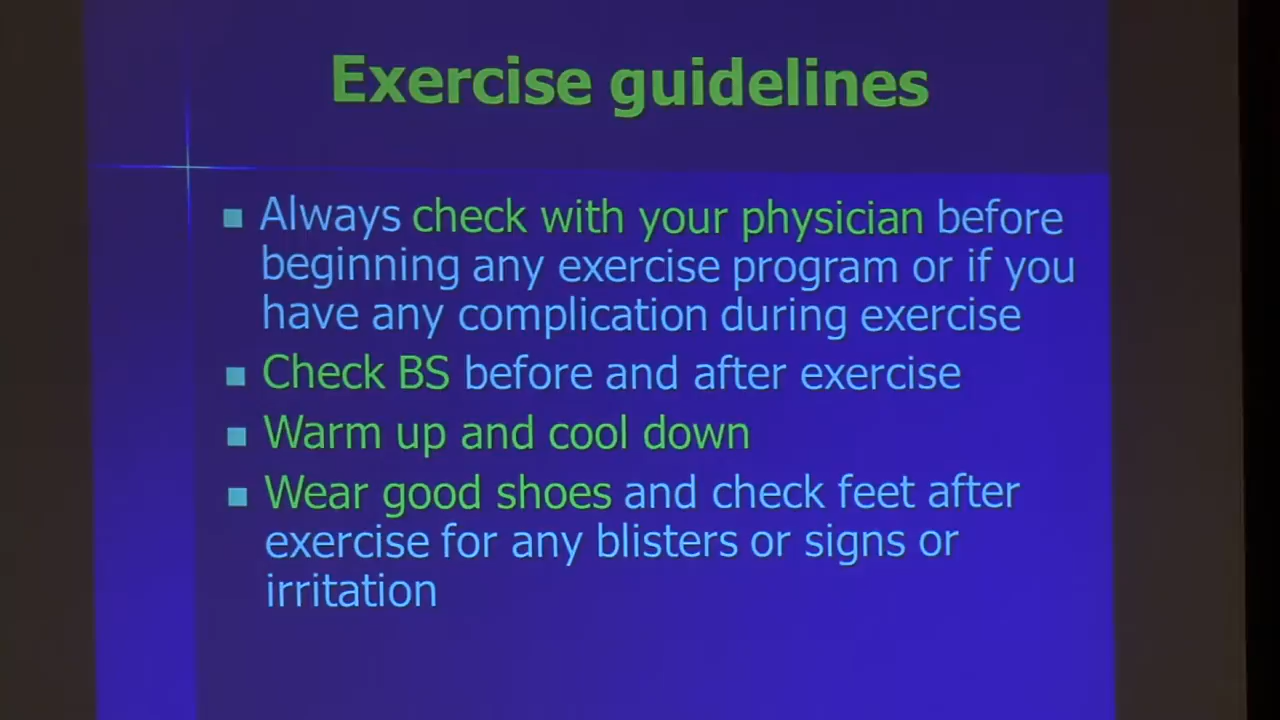 Exercise guidelines
Always check with your physician before
beginning any exercise program or if you
have any complication during exercise
Check BS before and after exercise
Warm up and cool down
Wear good shoes and check feet after
exercise for any blisters or signs or
irritation